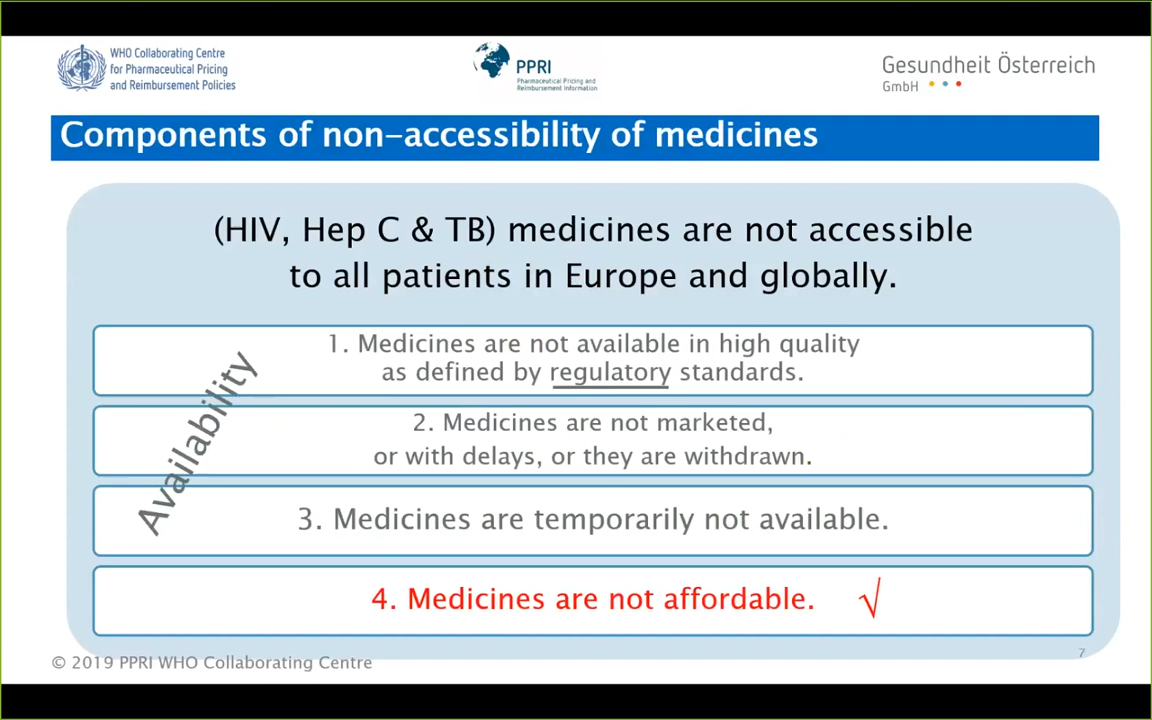 WHO Collaborating Centre
for Pharmaceutical Pricing
and Reimbursement Policies
PPRI
Pharmaceutical Pricing and
Reimbursement Information
Gesundheit Österreich
GmbH
Components of non-accessibility of medicines
(HIV, Hep C & TB) medicines are not accessible
to all patients in Europe and globally.
Availability
1. Medicines are not available in high quality
as defined by regulatory standards.
2. Medicines are not marketed,
or with delays, or they are withdrawn.
3. Medicines are temporarily not available.
4. Medicines are not affordable. √
© 2019 PPRI WHO Collaborating Centre
7